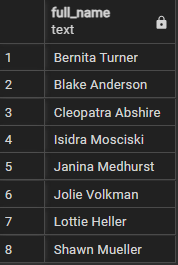 full_name
text
1 Bernita Turner
2 Blake Anderson
3 Cleopatra Abshire
4 Isidra Mosciski
5 Janina Medhurst
6 Jolie Volkman
7 Lottie Heller
8 Shawn Mueller